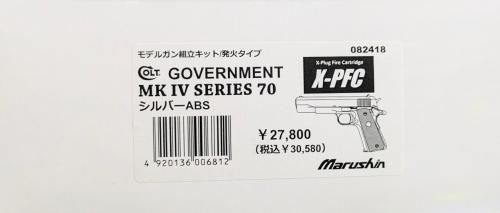 モデルガン組立キット/発火タイプ
082418
COLT GOVERNMENT
MK IV SERIES 70
シルバーABS
X-Plug Fire Cartridge
X-PFC
￥27,800
(税込￥30,580)
4 920136 006812
Marushin